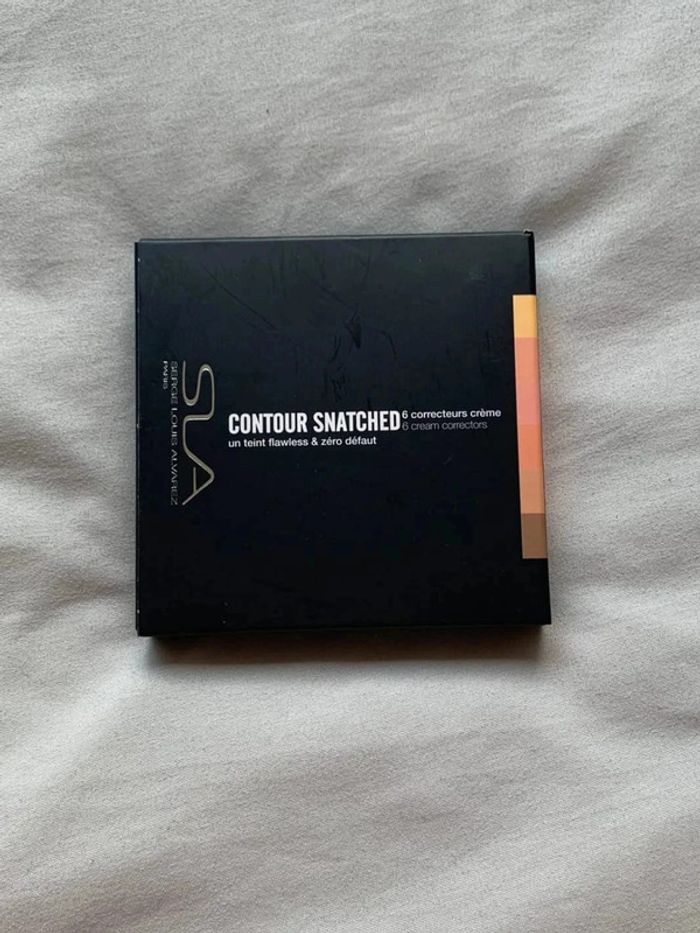 SLA
SERGE LOUIS ALVAREZ
PARIS
CONTOUR SNATCHED
un teint flawless & zéro défaut
6 correcteurs crème
6 cream correctors